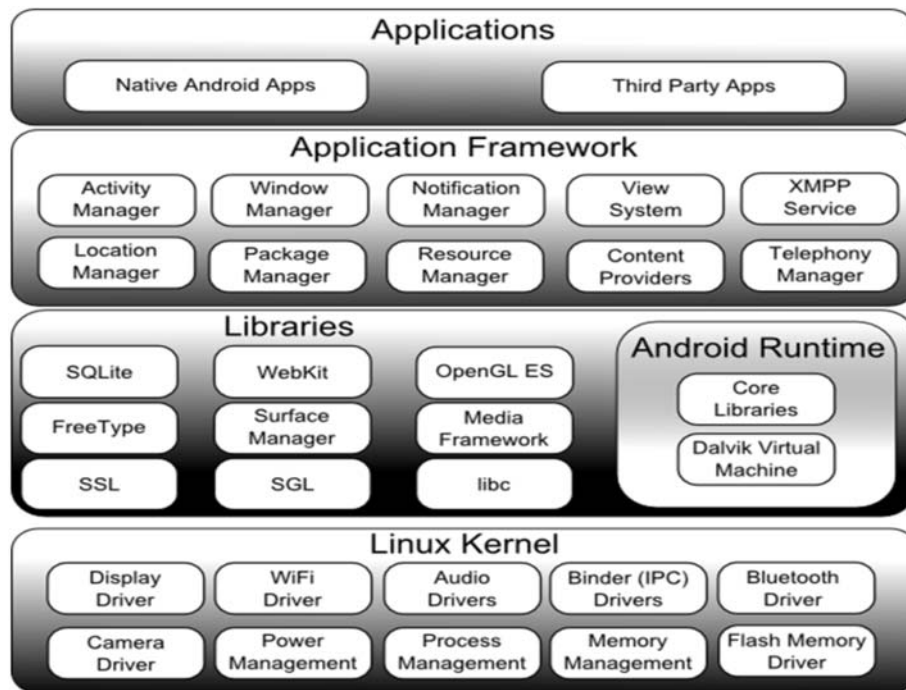 Applications
Native Android Apps
Third Party Apps
Application Framework
Activity
Manager
Window
Manager
Notification
Manager
View
System
XMPP
Service
Location
Manager
Package
Manager
Resource
Manager
Content
Providers
Telephony
Manager
Libraries
SQLite
WebKit
OpenGL ES
FreeType
Surface
Manager
Media
Framework
SSL
SGL
libc
Android Runtime
Core
Libraries
Dalvik Virtual
Machine
Linux Kernel
Display
Driver
WiFi
Driver
Audio
Drivers
Binder (IPC)
Drivers
Bluetooth
Driver
Camera
Driver
Power
Management
Process
Management
Memory
Management
Flash Memory
Driver